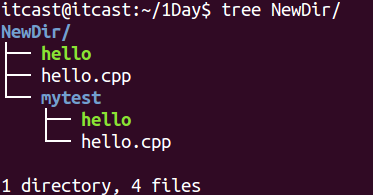 itcast@itcast:~/1Day$ tree NewDir/
NewDir/
├── hello
├── hello.cpp
└── mytest
    ├── hello
    └── hello.cpp
1 directory, 4 files